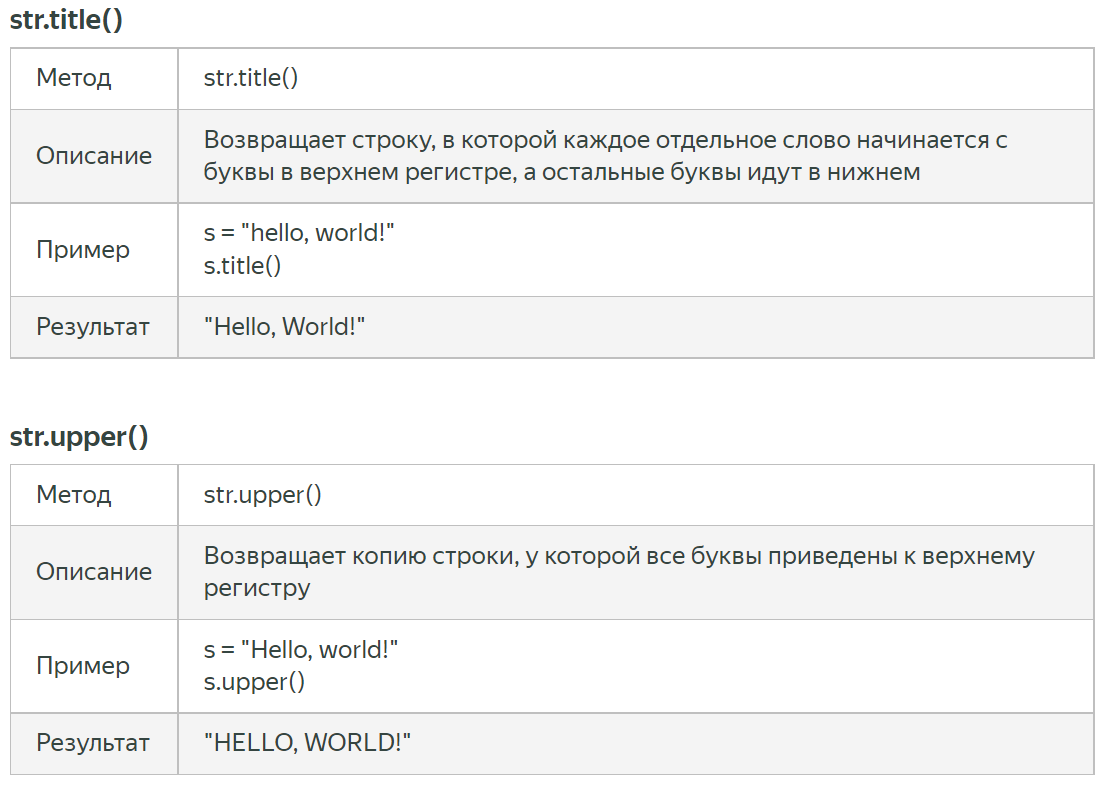 str.title()
Метод
str.title()
Описание
Возвращает строку, в которой каждое отдельное слово начинается с
буквы в верхнем регистре, а остальные буквы идут в нижнем
Пример
s = "hello, world!"
s.title()
Результат
"Hello, World!"
str.upper()
Метод
str.upper()
Описание
Возвращает копию строки, у которой все буквы приведены к верхнему
регистру
Пример
s = "Hello, world!"
s.upper()
Результат
"HELLO, WORLD!"